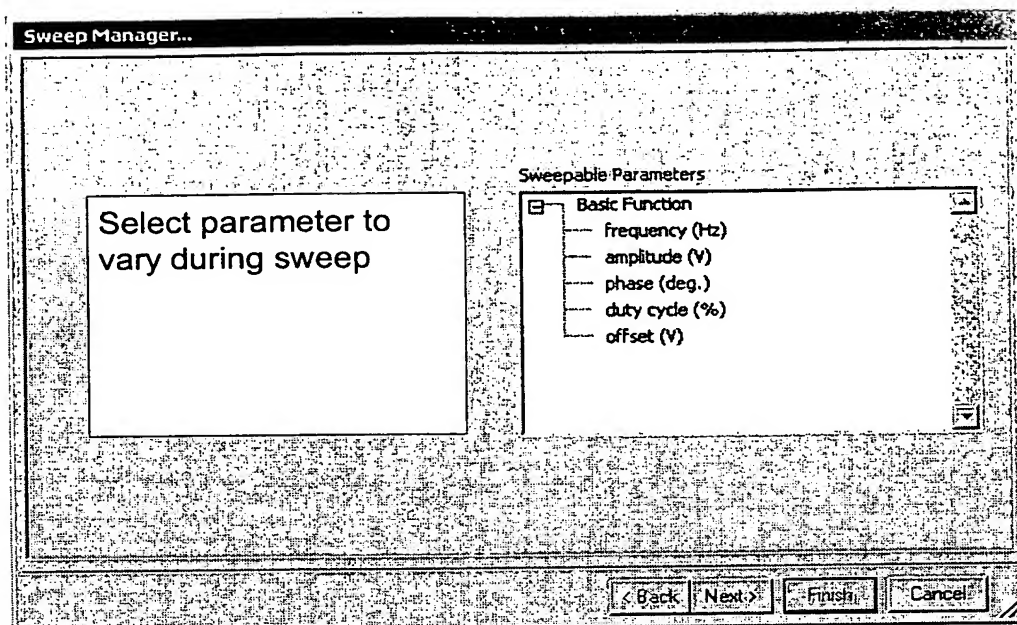 Sweep Manager...
Select parameter to
vary during sweep
Sweepable Parameters
Basic Function
frequency (Hz)
amplitude (V)
phase (deg.)
duty cycle (%)
offset (V)
< Back Next > Finish Cancel